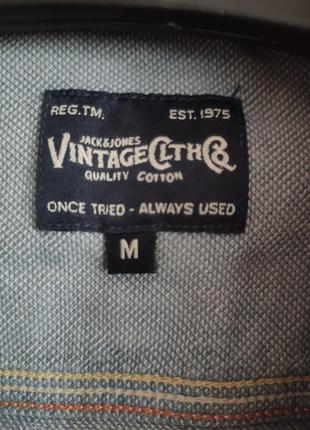 REG.TM. EST.1975
JACK&JONES
VINTAGE CLTH CO
QUALITY COTTON
ONCE TRIED - ALWAYS USED
M